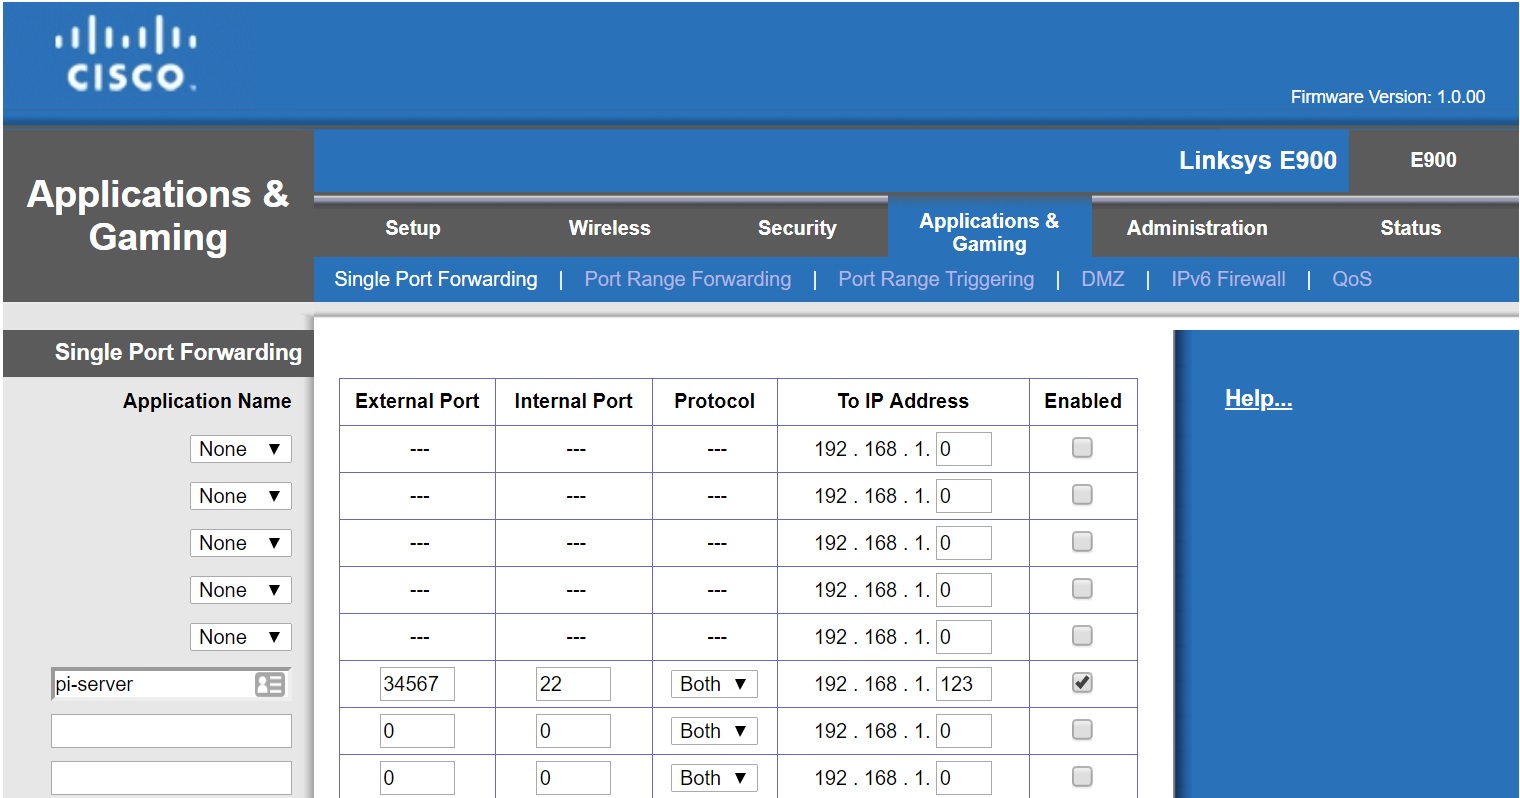 CISCO.
Firmware Version: 1.0.00
Linksys E900 E900
Applications &
Gaming
Setup Wireless Security Applications & Gaming Administration Status
Single Port Forwarding | Port Range Forwarding | Port Range Triggering | DMZ | IPv6 Firewall | QoS
Single Port Forwarding
Help...
Application Name External Port Internal Port Protocol To IP Address Enabled
None --- --- --- 192 . 168 . 1. 0
None --- --- --- 192 . 168 . 1. 0
None --- --- --- 192 . 168 . 1. 0
None --- --- --- 192 . 168 . 1. 0
None --- --- --- 192 . 168 . 1. 0
pi-server 34567 22 Both 192 . 168 . 1. 123
0 0 Both 192 . 168 . 1. 0
0 0 Both 192 . 168 . 1. 0